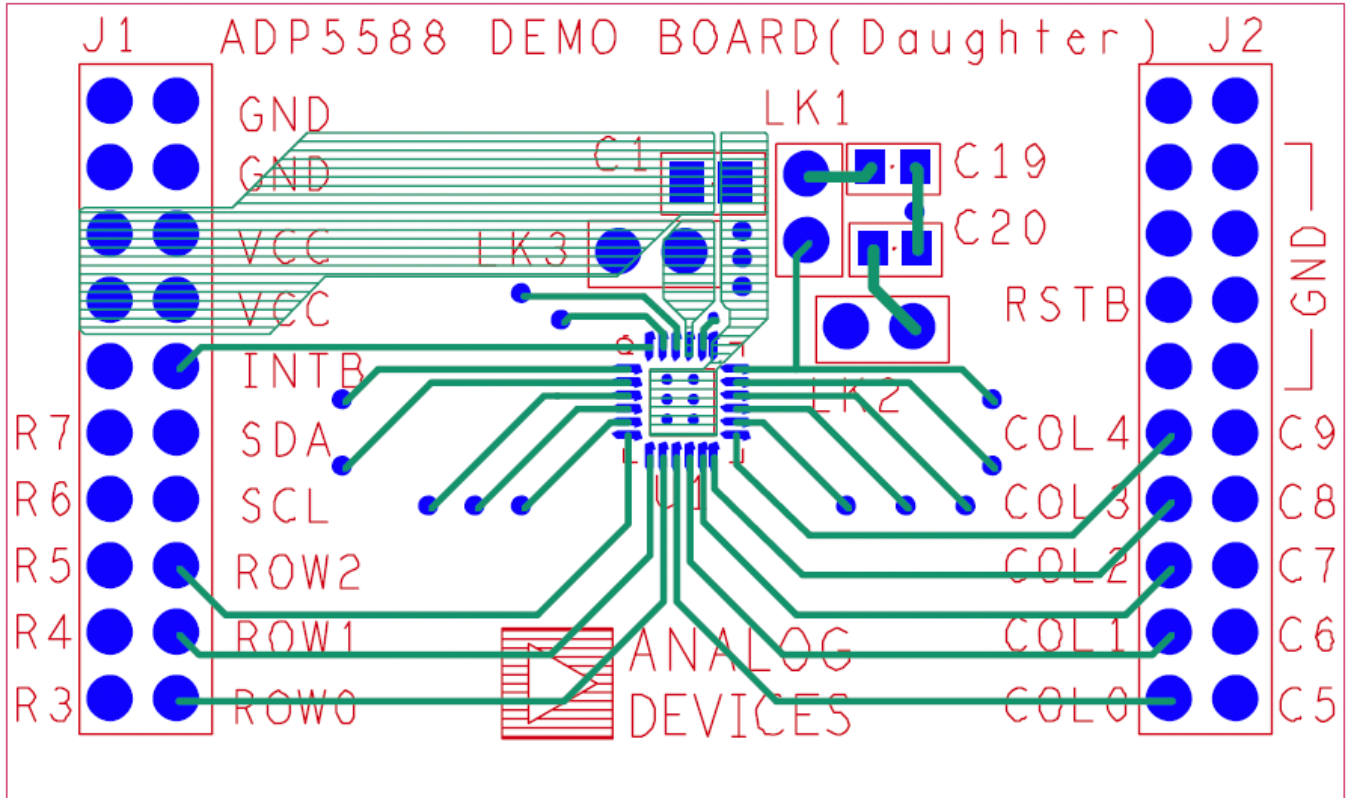 J1 ADP5588 DEMO BOARD(Daughter) J2
LK1
GND
C1
C19
GND
C20
VCC
LK3
GND
VCC
RSTB
INTB
LK2
R7 SDA
COL4 C9
R6 SCL
U1
COL3 C8
R5 ROW2
COL2 C7
R4 ROW1
ANALOG
COL1 C6
R3 ROW0
DEVICES
COL0 C5